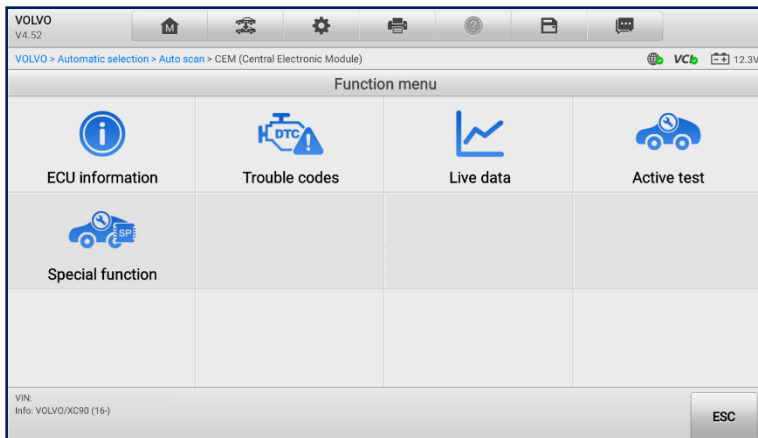 VOLVO
V4.52
M
VOLVO > Automatic selection > Auto scan > CEM (Central Electronic Module)
VCI 12.3V
Function menu
ECU information
DTC
Trouble codes
Live data
Active test
SP
Special function
VIN:
Info: VOLVO/XC90 (16-)
ESC